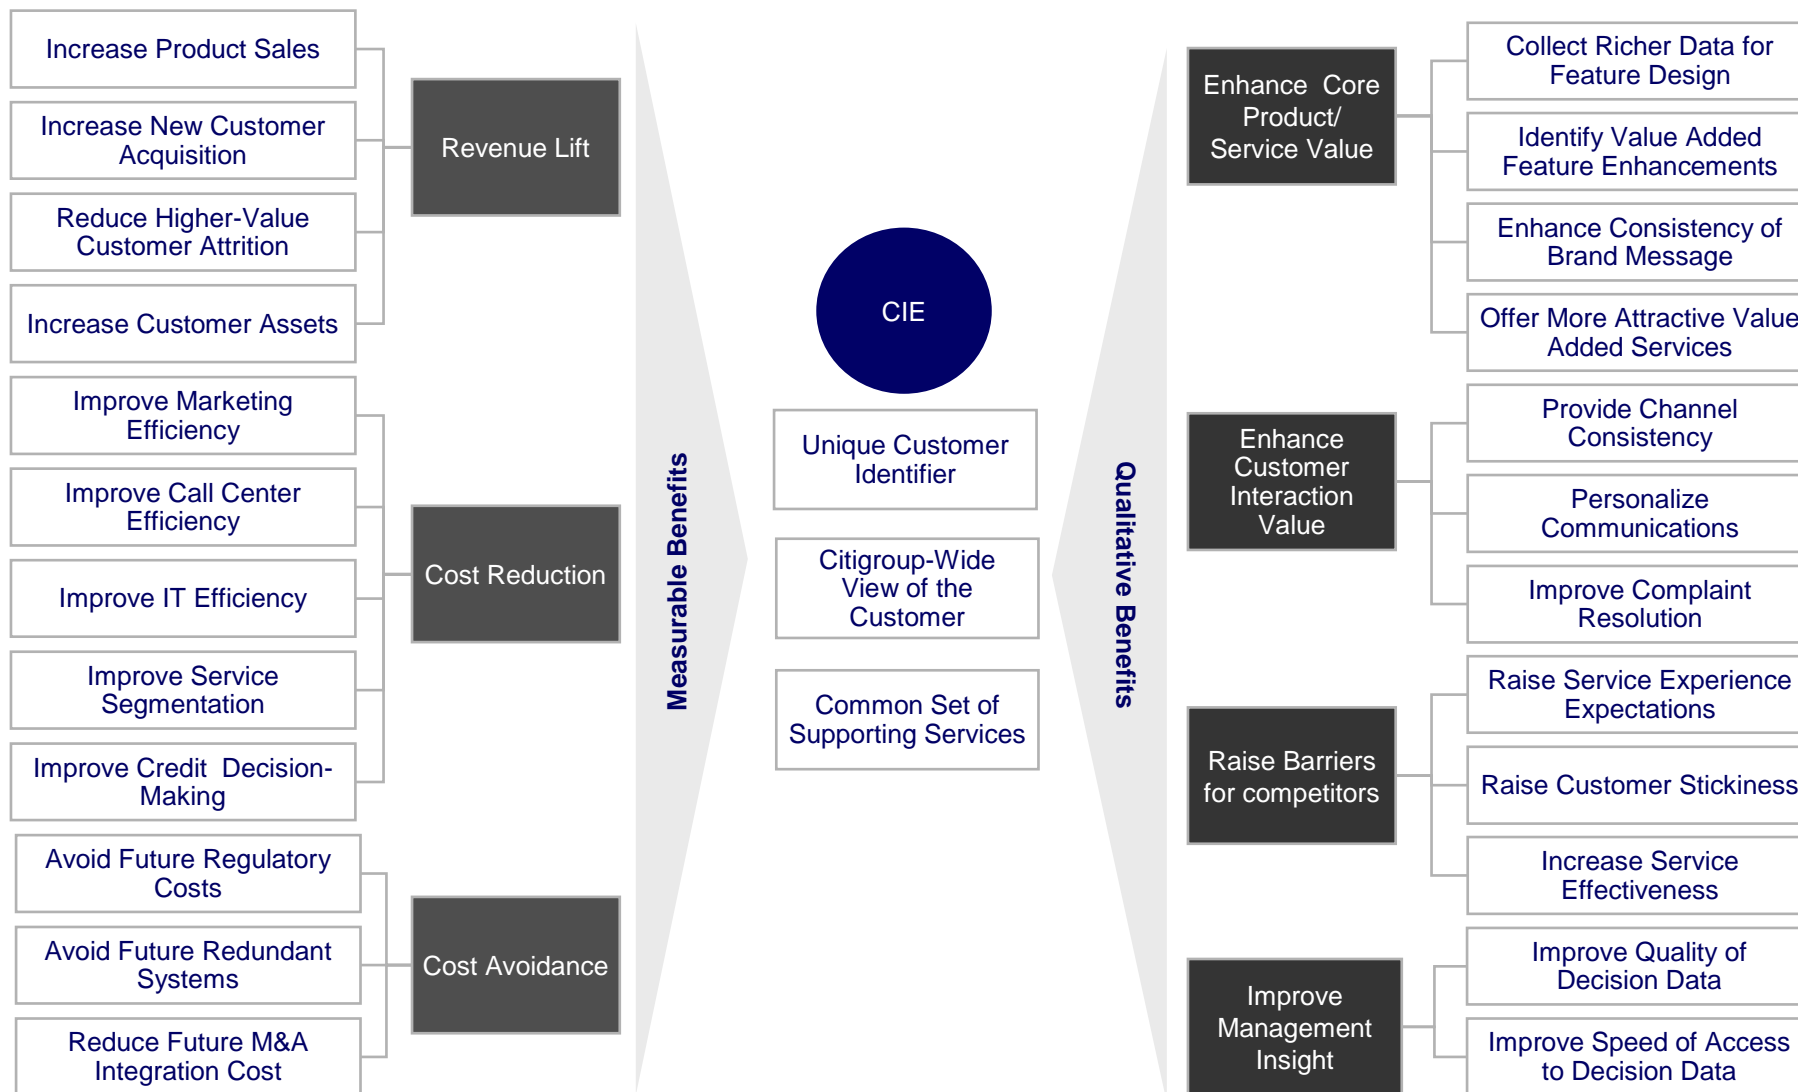 Increase Product Sales
Increase New Customer
Acquisition
Reduce Higher-Value
Customer Attrition
Increase Customer Assets
Revenue Lift
Improve Marketing
Efficiency
Improve Call Center
Efficiency
Improve IT Efficiency
Improve Service
Segmentation
Improve Credit Decision-
Making
Cost Reduction
Avoid Future Regulatory
Costs
Avoid Future Redundant
Systems
Reduce Future M&A
Integration Cost
Cost Avoidance
Measurable Benefits
CIE
Unique Customer
Identifier
Citigroup-Wide
View of the
Customer
Common Set of
Supporting Services
Qualitative Benefits
Enhance Core
Product/
Service Value
Collect Richer Data for
Feature Design
Identify Value Added
Feature Enhancements
Enhance Consistency of
Brand Message
Offer More Attractive Value
Added Services
Enhance
Customer
Interaction
Value
Provide Channel
Consistency
Personalize
Communications
Improve Complaint
Resolution
Raise Barriers
for competitors
Raise Service Experience
Expectations
Raise Customer Stickiness
Increase Service
Effectiveness
Improve
Management
Insight
Improve Quality of
Decision Data
Improve Speed of Access
to Decision Data